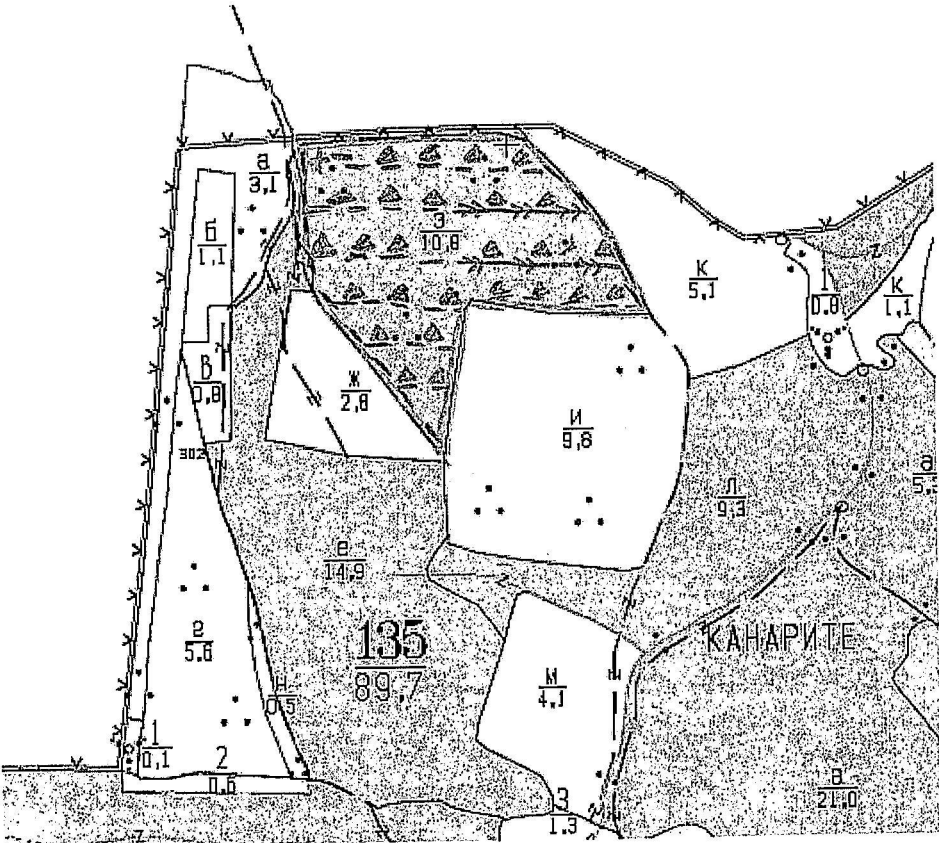 а
3,1
б
1,1
з
10,8
к
5,1
0,8
к
1,1
в
0,8
ж
2,8
и
9,8
302
л
9,3
а
е
14,9
135
89,7
г
5,8
КАНАРИТЕ
м
4,1
н
0,5
1
0,1
2
0,6
3
1.3
в
21,0